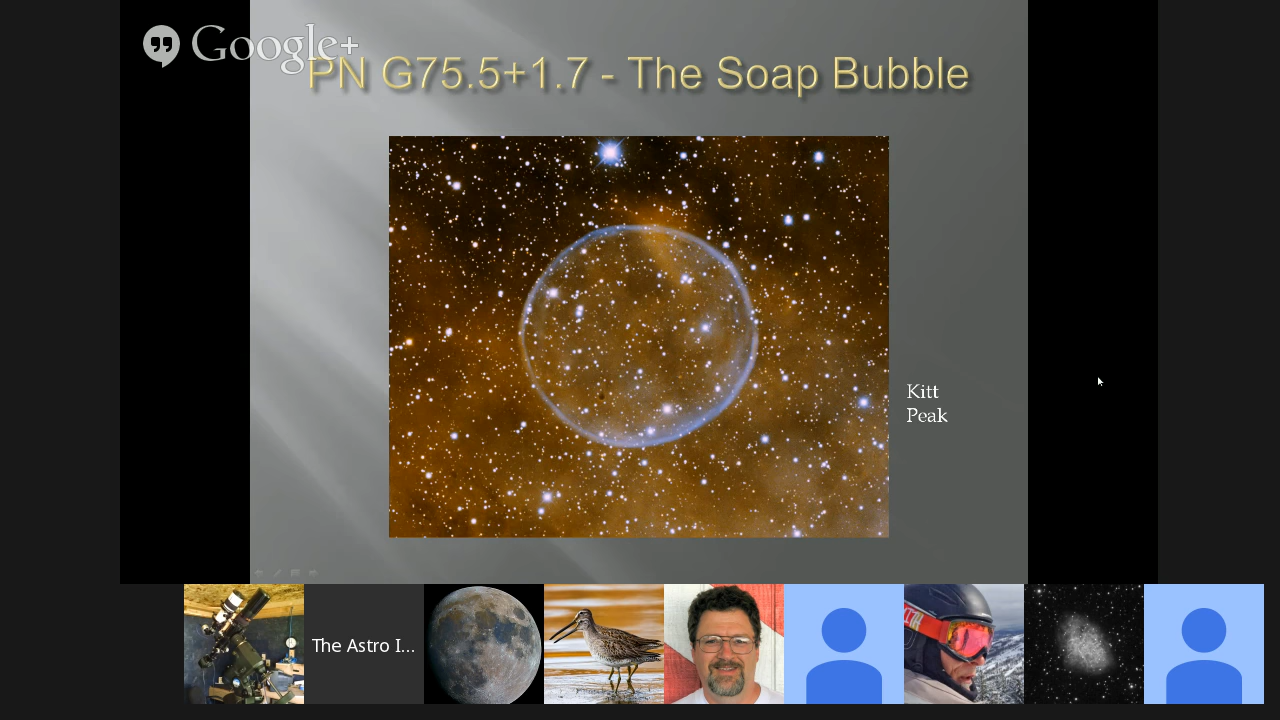 Google+
PN G75.5+1.7 - The Soap Bubble
Kitt
Peak
The Astro I...